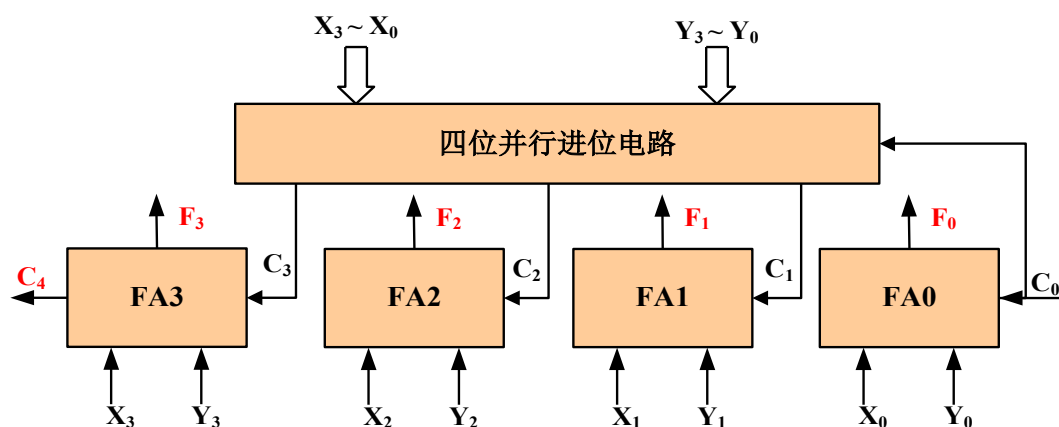 X₃ ~ X₀ Y₃ ~ Y₀
四位并行进位电路
F₃ F₂ F₁ F₀
C₄ C₃ C₂ C₁ C₀
FA3 FA2 FA1 FA0
X₃ Y₃ X₂ Y₂ X₁ Y₁ X₀ Y₀